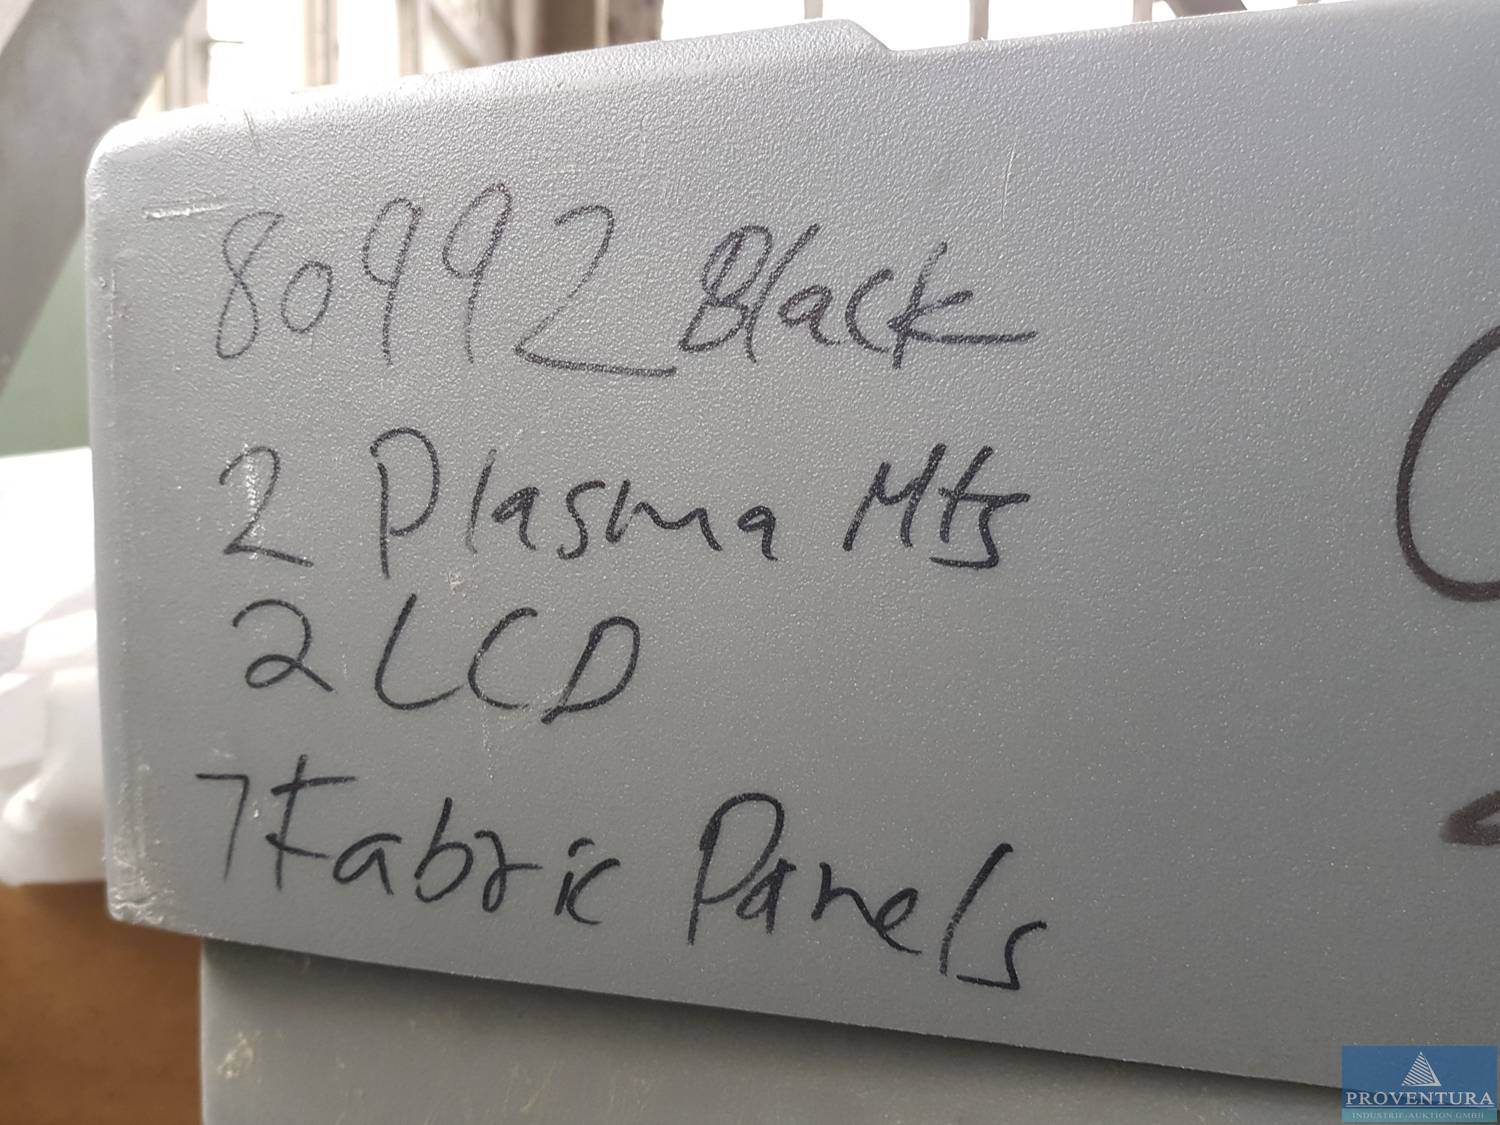 80992 Black
2 Plasma Mts
2 LCD
7 Fabric Panels
PROVENTURA
INDUSTRIE-AUKTION GMBH